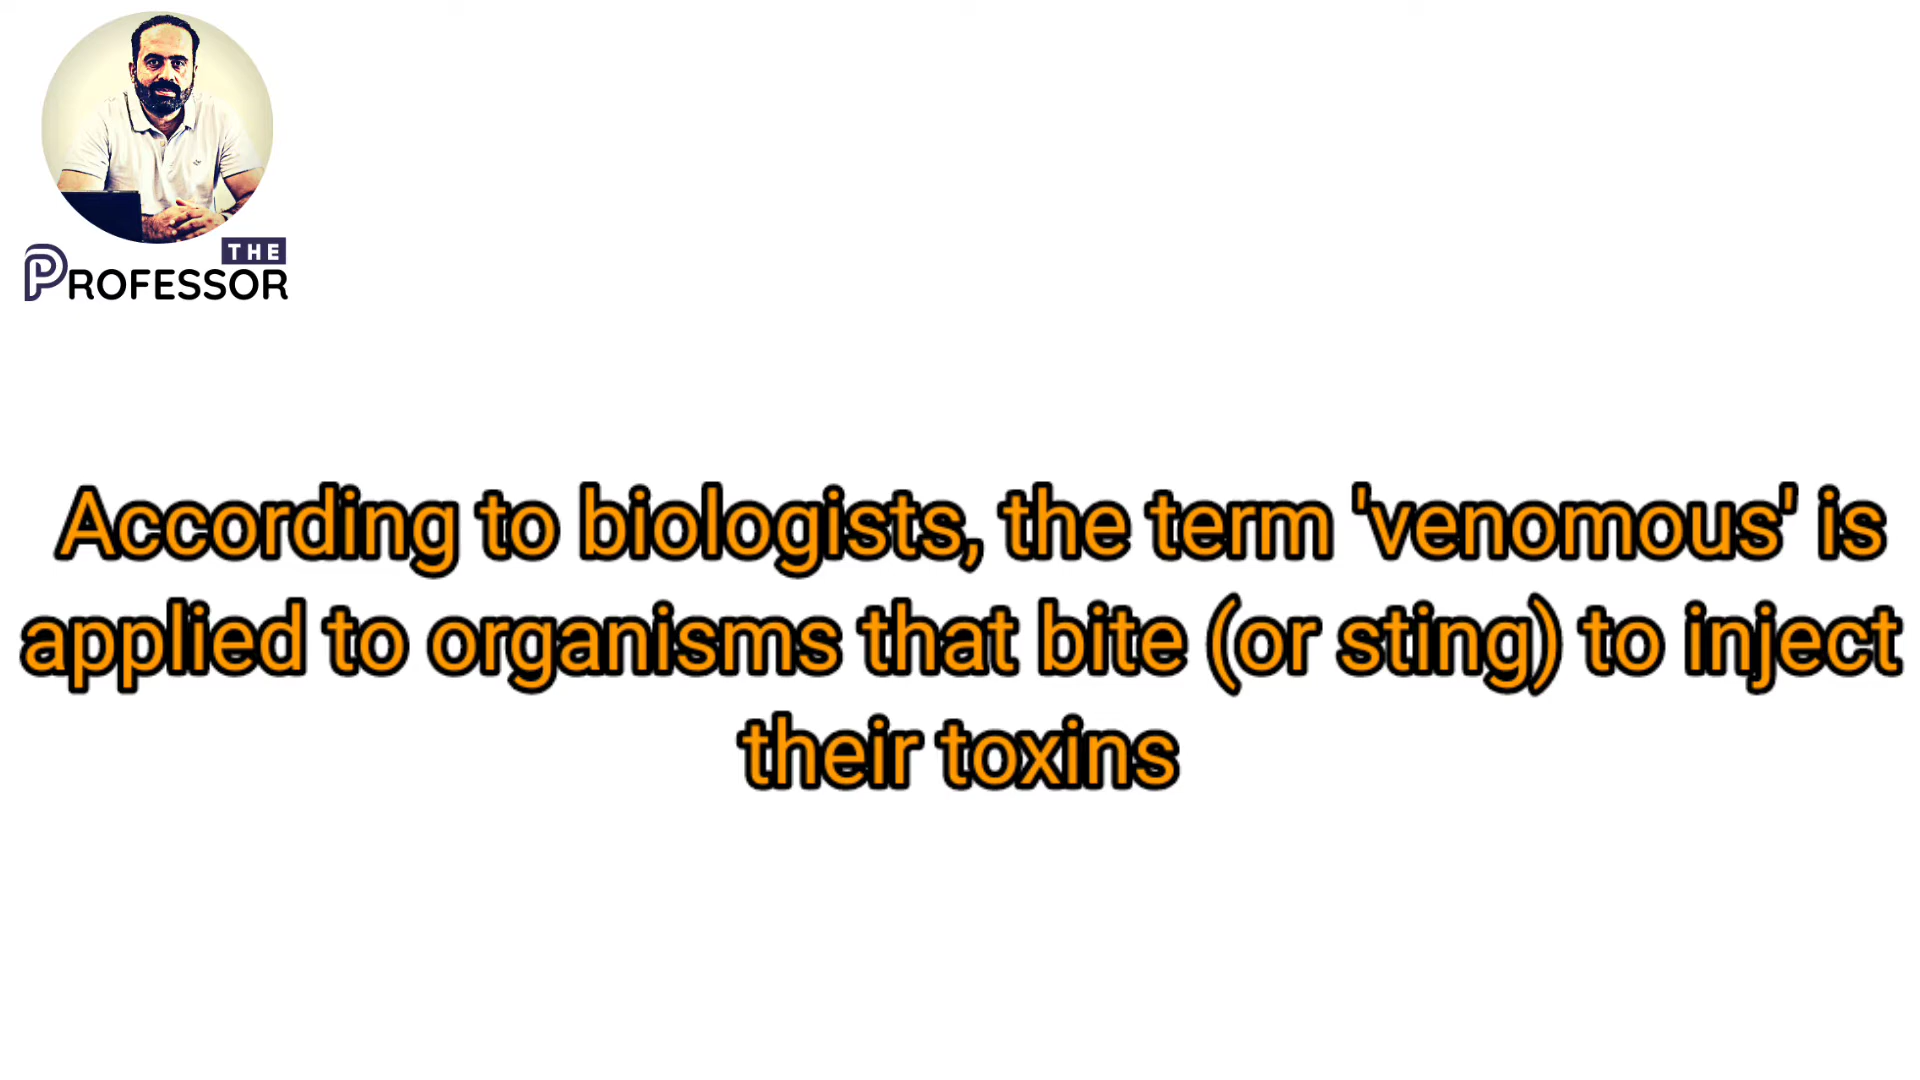 THE
PROFESSOR
According to biologists, the term 'venomous' is
applied to organisms that bite (or sting) to inject
their toxins